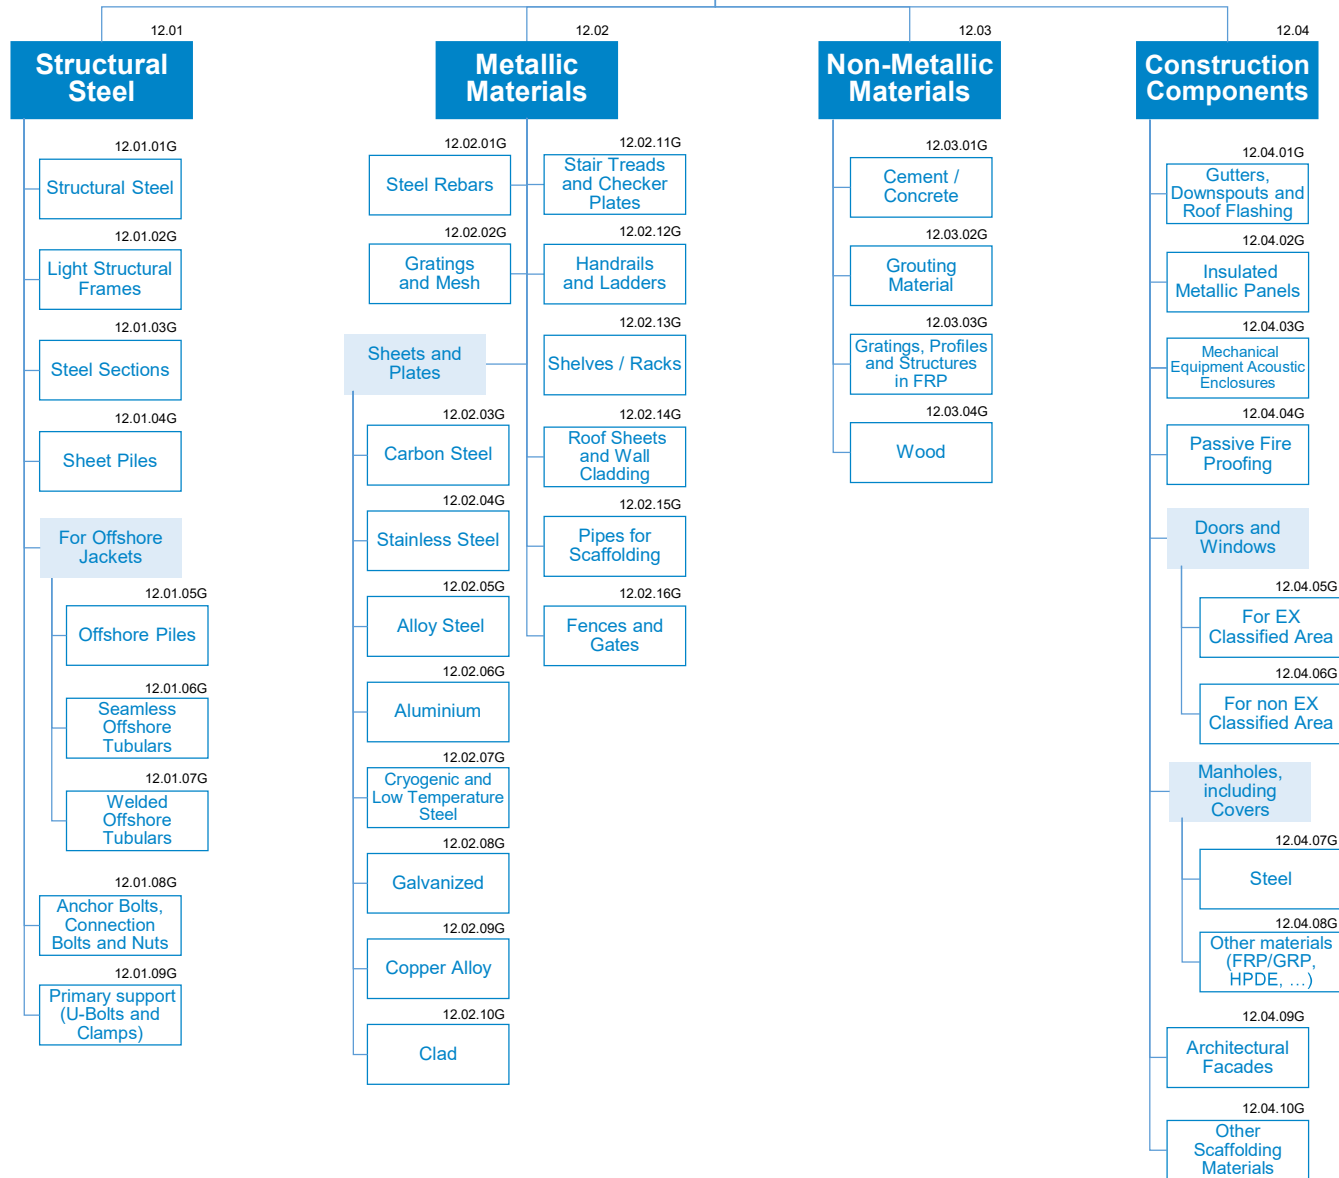 12.01
Structural
Steel
12.01.01G
Structural Steel
12.01.02G
Light Structural
Frames
12.01.03G
Steel Sections
12.01.04G
Sheet Piles
For Offshore
Jackets
12.01.05G
Offshore Piles
12.01.06G
Seamless
Offshore
Tubulars
12.01.07G
Welded
Offshore
Tubulars
12.01.08G
Anchor Bolts,
Connection
Bolts and Nuts
12.01.09G
Primary support
(U-Bolts and
Clamps)
12.02
Metallic
Materials
12.02.01G
Steel Rebars
12.02.02G
Gratings
and Mesh
Sheets and
Plates
12.02.03G
Carbon Steel
12.02.04G
Stainless Steel
12.02.05G
Alloy Steel
12.02.06G
Aluminium
12.02.07G
Cryogenic and
Low Temperature
Steel
12.02.08G
Galvanized
12.02.09G
Copper Alloy
12.02.10G
Clad
12.02.11G
Stair Treads
and Checker
Plates
12.02.12G
Handrails
and Ladders
12.02.13G
Shelves / Racks
12.02.14G
Roof Sheets
and Wall
Cladding
12.02.15G
Pipes for
Scaffolding
12.02.16G
Fences and
Gates
12.03
Non-Metallic
Materials
12.03.01G
Cement /
Concrete
12.03.02G
Grouting
Material
12.03.03G
Gratings, Profiles
and Structures
in FRP
12.03.04G
Wood
12.04
Construction
Components
12.04.01G
Gutters,
Downspouts and
Roof Flashing
12.04.02G
Insulated
Metallic Panels
12.04.03G
Mechanical
Equipment Acoustic
Enclosures
12.04.04G
Passive Fire
Proofing
Doors and
Windows
12.04.05G
For EX
Classified Area
12.04.06G
For non EX
Classified Area
Manholes,
including
Covers
12.04.07G
Steel
12.04.08G
Other materials
(FRP/GRP,
HPDE, …)
12.04.09G
Architectural
Facades
12.04.10G
Other
Scaffolding
Materials